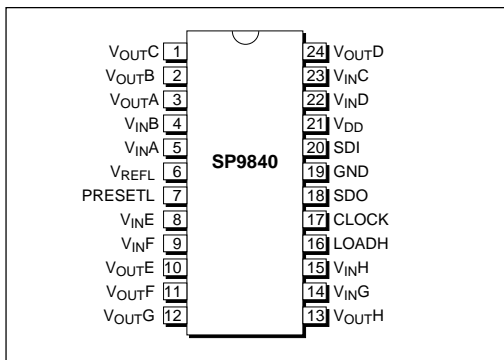 VOUTC 1 24 VOUTD
VOUTB 2 23 VINC
VOUTA 3 22 VIND
VINB 4 21 VDD
VINA 5 20 SDI
SP9840
VREFL 6 19 GND
PRESETL 7 18 SDO
VINE 8 17 CLOCK
VINF 9 16 LOADH
VOUTE 10 15 VINH
VOUTF 11 14 VING
VOUTG 12 13 VOUTH